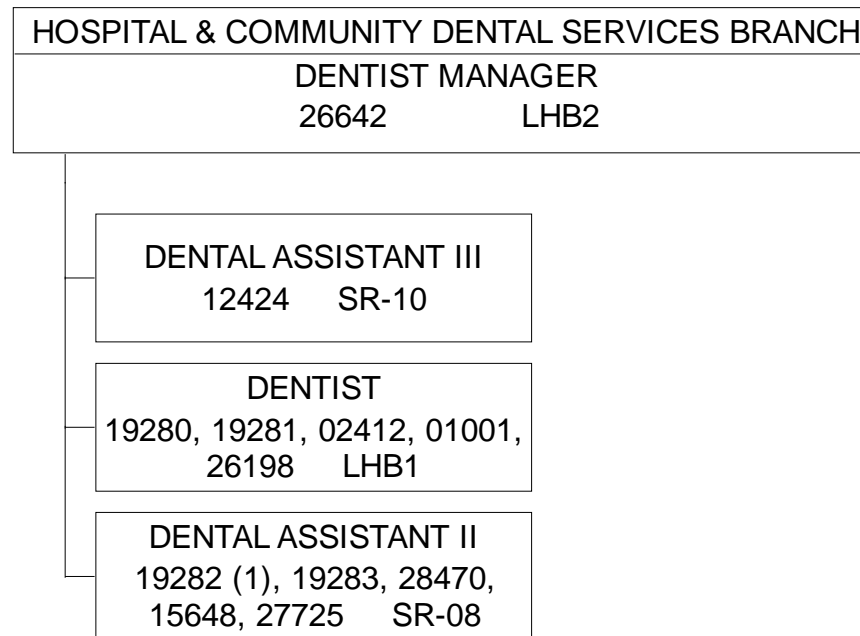 HOSPITAL & COMMUNITY DENTAL SERVICES BRANCH
DENTIST MANAGER
26642 LHB2
DENTAL ASSISTANT III
12424 SR-10
DENTIST
19280, 19281, 02412, 01001,
26198 LHB1
DENTAL ASSISTANT II
19282 (1), 19283, 28470,
15648, 27725 SR-08